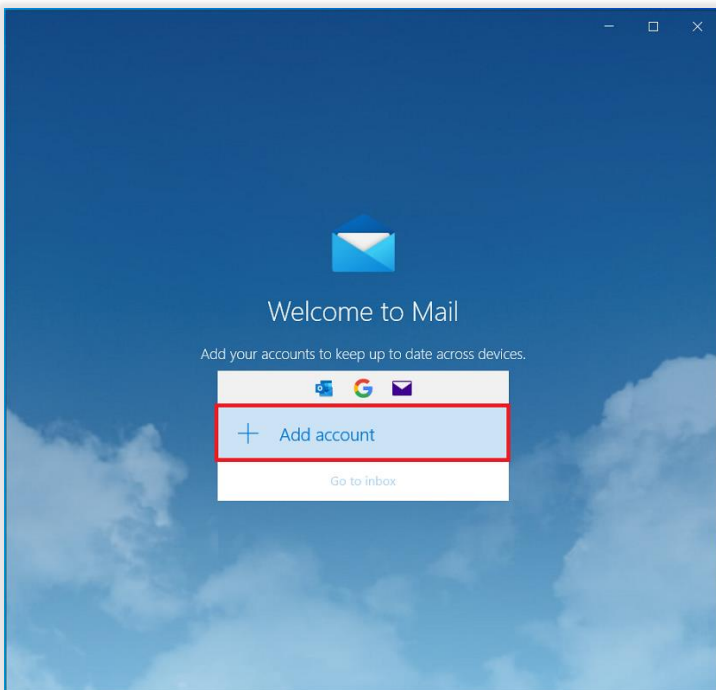 Welcome to Mail
Add your accounts to keep up to date across devices.
Add account
Go to inbox